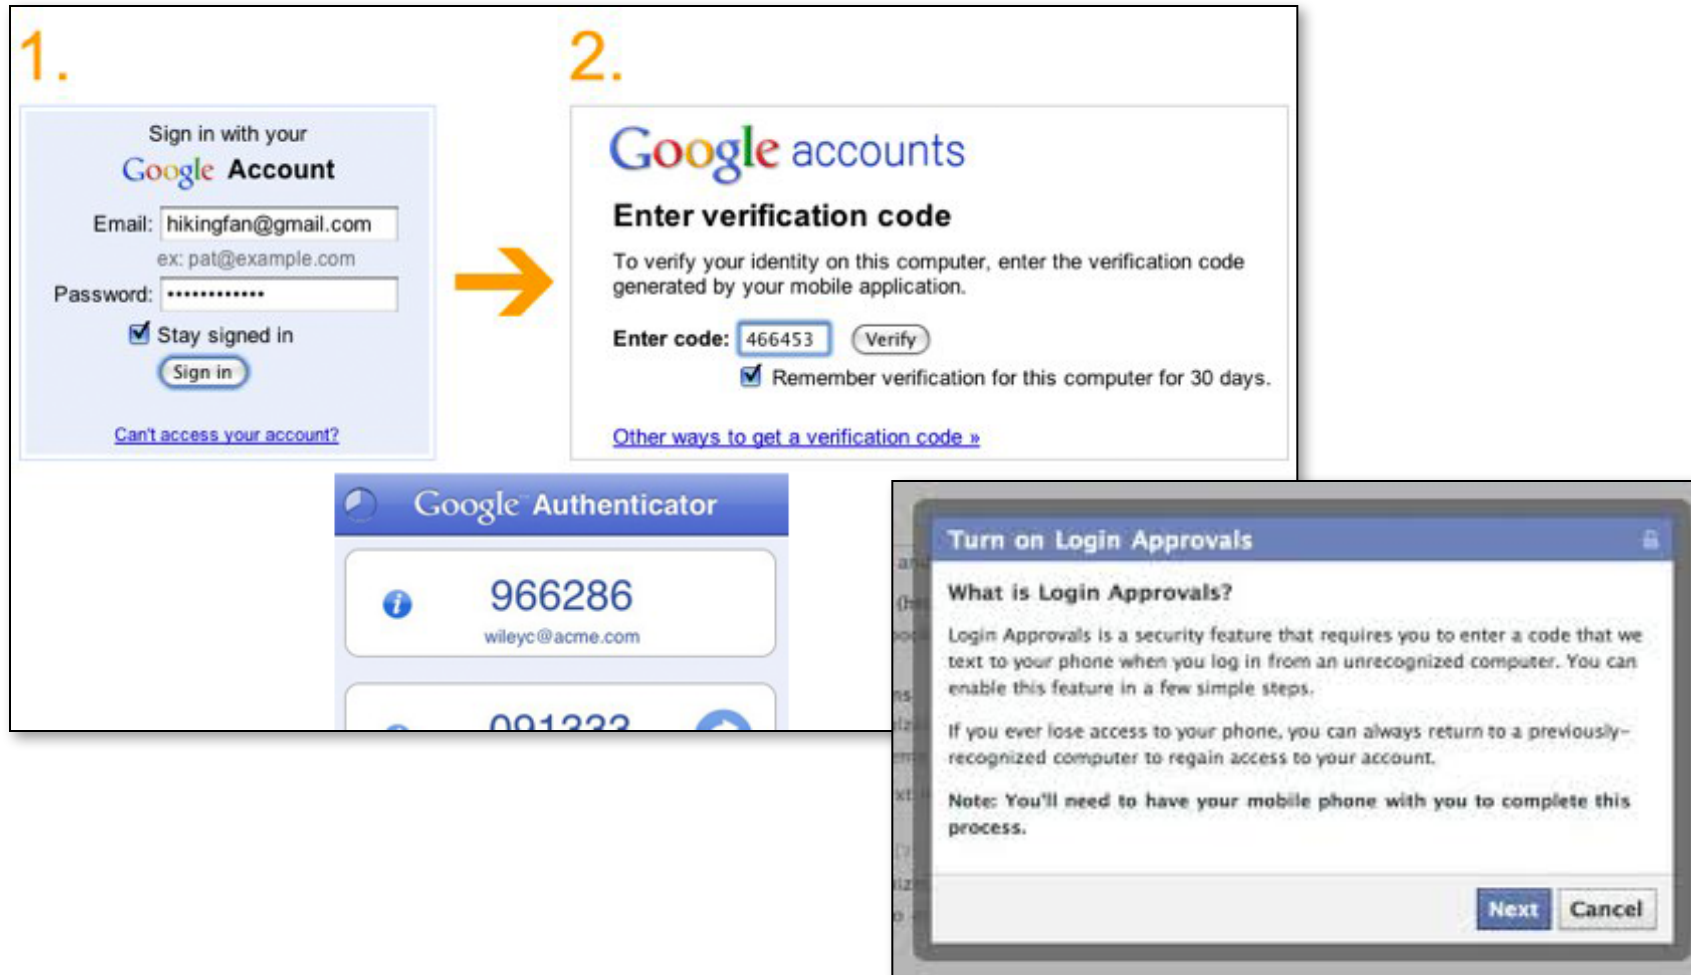 1.
Sign in with your
Google Account
Email: hikingfan@gmail.com
ex: pat@example.com
Password: ••••••••••••
Stay signed in
Sign in
Can't access your account?
2.
Google accounts
Enter verification code
To verify your identity on this computer, enter the verification code
generated by your mobile application.
Enter code: 466453 Verify
Remember verification for this computer for 30 days.
Other ways to get a verification code »
Google Authenticator
966286
wileyc@acme.com
091333
Turn on Login Approvals
What is Login Approvals?
Login Approvals is a security feature that requires you to enter a code that we
text to your phone when you log in from an unrecognized computer. You can
enable this feature in a few simple steps.
If you ever lose access to your phone, you can always return to a previously-
recognized computer to regain access to your account.
Note: You'll need to have your mobile phone with you to complete this
process.
Next Cancel